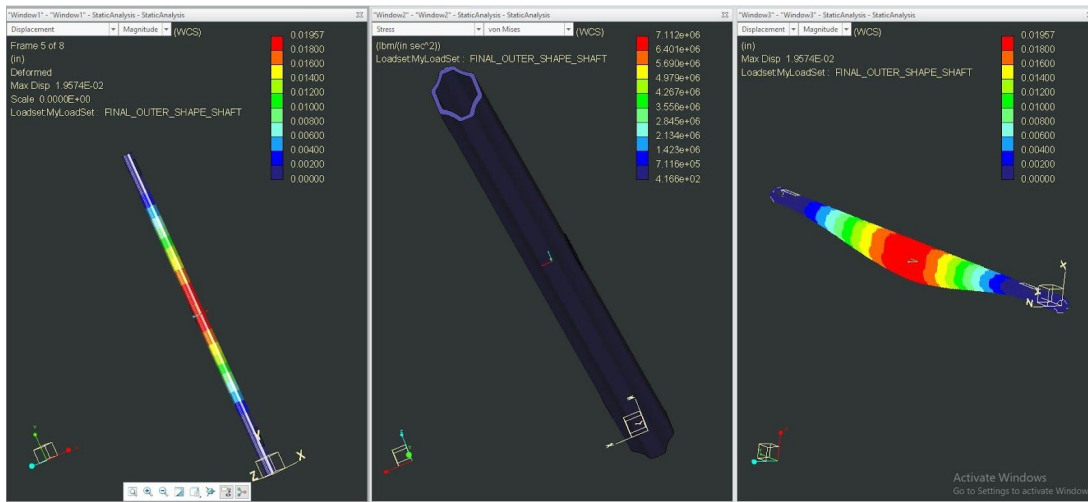 "Window1" - "Window1" - StaticAnalysis - StaticAnalysis
Displacement
Magnitude
(WCS)
Frame 5 of 8
(in)
Deformed
Max Disp 1.9574E-02
Scale 0.0000E+00
Loadset:MyLoadSet : FINAL_OUTER_SHAPE_SHAFT
0.01957
0.01800
0.01600
0.01400
0.01200
0.01000
0.00800
0.00600
0.00400
0.00200
0.00000
Y
X
Z
"Window2" - "Window2" - StaticAnalysis - StaticAnalysis
Stress
von Mises
(WCS)
(lbm/(in sec^2))
Loadset:MyLoadSet : FINAL_OUTER_SHAPE_SHAFT
7.112e+06
6.401e+06
5.690e+06
4.979e+06
4.267e+06
3.556e+06
2.845e+06
2.134e+06
1.423e+06
7.116e+05
4.166e+02
"Window3" - "Window3" - StaticAnalysis - StaticAnalysis
Displacement
Magnitude
(WCS)
(in)
Max Disp 1.9574E-02
Loadset:MyLoadSet : FINAL_OUTER_SHAPE_SHAFT
0.01957
0.01800
0.01600
0.01400
0.01200
0.01000
0.00800
0.00600
0.00400
0.00200
0.00000
X
Activate Windows
Go to Settings to activate Windows